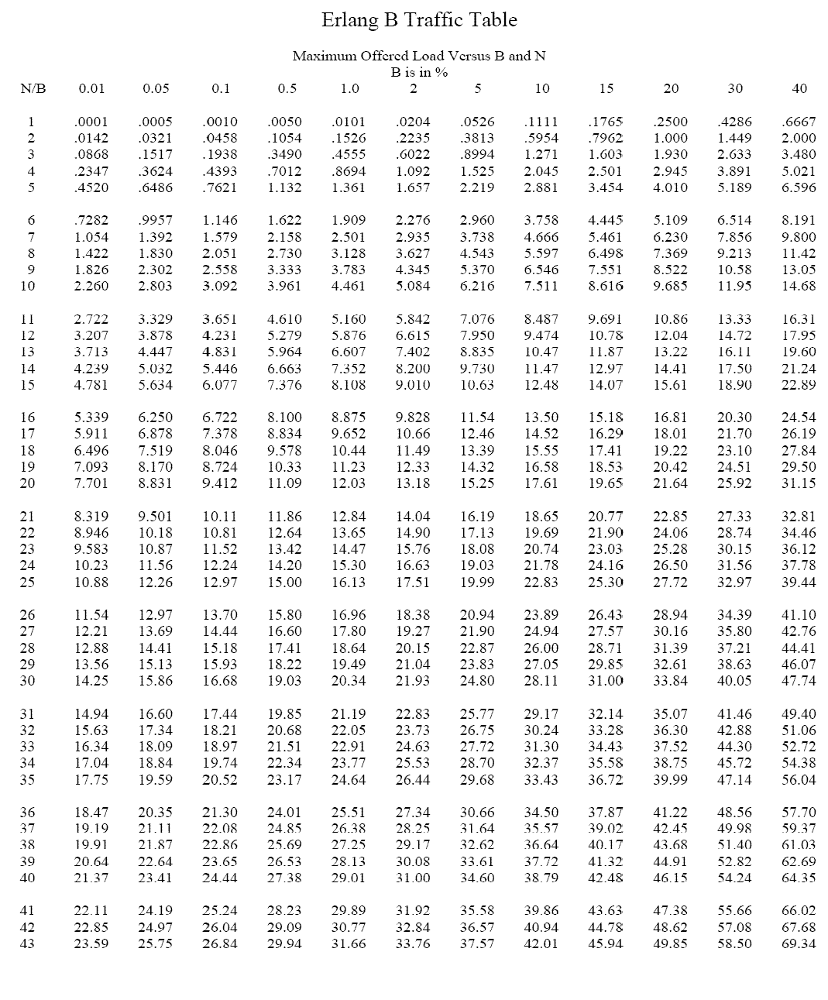 Erlang B Traffic Table
Maximum Offered Load Versus B and N
B is in %
N/B 0.01 0.05 0.1 0.5 1.0 2 5 10 15 20 30 40
1 .0001 .0005 .0010 .0050 .0101 .0204 .0526 .1111 .1765 .2500 .4286 .6667
2 .0142 .0321 .0458 .1054 .1526 .2235 .3813 .5954 .7962 1.000 1.449 2.000
3 .0868 .1517 .1938 .3490 .4555 .6022 .8994 1.271 1.603 1.930 2.633 3.480
4 .2347 .3624 .4393 .7012 .8694 1.092 1.525 2.045 2.501 2.945 3.891 5.021
5 .4520 .6486 .7621 1.132 1.361 1.657 2.219 2.881 3.454 4.010 5.189 6.596
6 .7282 .9957 1.146 1.622 1.909 2.276 2.960 3.758 4.445 5.109 6.514 8.191
7 1.054 1.392 1.579 2.158 2.501 2.935 3.738 4.666 5.461 6.230 7.856 9.800
8 1.422 1.830 2.051 2.730 3.128 3.627 4.543 5.597 6.498 7.369 9.213 11.42
9 1.826 2.302 2.558 3.333 3.783 4.345 5.370 6.546 7.551 8.522 10.58 13.05
10 2.260 2.803 3.092 3.961 4.461 5.084 6.216 7.511 8.616 9.685 11.95 14.68
11 2.722 3.329 3.651 4.610 5.160 5.842 7.076 8.487 9.691 10.86 13.33 16.31
12 3.207 3.878 4.231 5.279 5.876 6.615 7.950 9.474 10.78 12.04 14.72 17.95
13 3.713 4.447 4.831 5.964 6.607 7.402 8.835 10.47 11.87 13.22 16.11 19.60
14 4.239 5.032 5.446 6.663 7.352 8.200 9.730 11.47 12.97 14.41 17.50 21.24
15 4.781 5.634 6.077 7.376 8.108 9.010 10.63 12.48 14.07 15.61 18.90 22.89
16 5.339 6.250 6.722 8.100 8.875 9.828 11.54 13.50 15.18 16.81 20.30 24.54
17 5.911 6.878 7.378 8.834 9.652 10.66 12.46 14.52 16.29 18.01 21.70 26.19
18 6.496 7.519 8.046 9.578 10.44 11.49 13.39 15.55 17.41 19.22 23.10 27.84
19 7.093 8.170 8.724 10.33 11.23 12.33 14.32 16.58 18.53 20.42 24.51 29.50
20 7.701 8.831 9.412 11.09 12.03 13.18 15.25 17.61 19.65 21.64 25.92 31.15
21 8.319 9.501 10.11 11.86 12.84 14.04 16.19 18.65 20.77 22.85 27.33 32.81
22 8.946 10.18 10.81 12.64 13.65 14.90 17.13 19.69 21.90 24.06 28.74 34.46
23 9.583 10.87 11.52 13.42 14.47 15.76 18.08 20.74 23.03 25.28 30.15 36.12
24 10.23 11.56 12.24 14.20 15.30 16.63 19.03 21.78 24.16 26.50 31.56 37.78
25 10.88 12.26 12.97 15.00 16.13 17.51 19.99 22.83 25.30 27.72 32.97 39.44
26 11.54 12.97 13.70 15.80 16.96 18.38 20.94 23.89 26.43 28.94 34.39 41.10
27 12.21 13.69 14.44 16.60 17.80 19.27 21.90 24.94 27.57 30.16 35.80 42.76
28 12.88 14.41 15.18 17.41 18.64 20.15 22.87 26.00 28.71 31.39 37.21 44.41
29 13.56 15.13 15.93 18.22 19.49 21.04 23.83 27.05 29.85 32.61 38.63 46.07
30 14.25 15.86 16.68 19.03 20.34 21.93 24.80 28.11 31.00 33.84 40.05 47.74
31 14.94 16.60 17.44 19.85 21.19 22.83 25.77 29.17 32.14 35.07 41.46 49.40
32 15.63 17.34 18.21 20.68 22.05 23.73 26.75 30.24 33.28 36.30 42.88 51.06
33 16.34 18.09 18.97 21.51 22.91 24.63 27.72 31.30 34.43 37.52 44.30 52.72
34 17.04 18.84 19.74 22.34 23.77 25.53 28.70 32.37 35.58 38.75 45.72 54.38
35 17.75 19.59 20.52 23.17 24.64 26.44 29.68 33.43 36.72 39.99 47.14 56.04
36 18.47 20.35 21.30 24.01 25.51 27.34 30.66 34.50 37.87 41.22 48.56 57.70
37 19.19 21.11 22.08 24.85 26.38 28.25 31.64 35.57 39.02 42.45 49.98 59.37
38 19.91 21.87 22.86 25.69 27.25 29.17 32.62 36.64 40.17 43.68 51.40 61.03
39 20.64 22.64 23.65 26.53 28.13 30.08 33.61 37.72 41.32 44.91 52.82 62.69
40 21.37 23.41 24.44 27.38 29.01 31.00 34.60 38.79 42.48 46.15 54.24 64.35
41 22.11 24.19 25.24 28.23 29.89 31.92 35.58 39.86 43.63 47.38 55.66 66.02
42 22.85 24.97 26.04 29.09 30.77 32.84 36.57 40.94 44.78 48.62 57.08 67.68
43 23.59 25.75 26.84 29.94 31.66 33.76 37.57 42.01 45.94 49.85 58.50 69.34